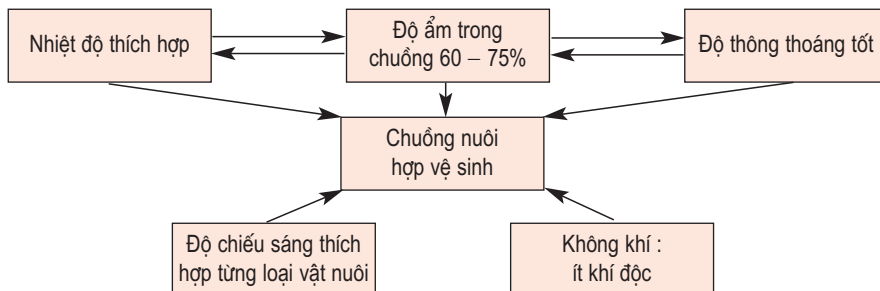 Nhiệt độ thích hợp
Độ ẩm trong
chuồng 60 – 75%
Độ thông thoáng tốt
Chuồng nuôi
hợp vệ sinh
Độ chiếu sáng thích
hợp từng loại vật nuôi
Không khí :
ít khí độc